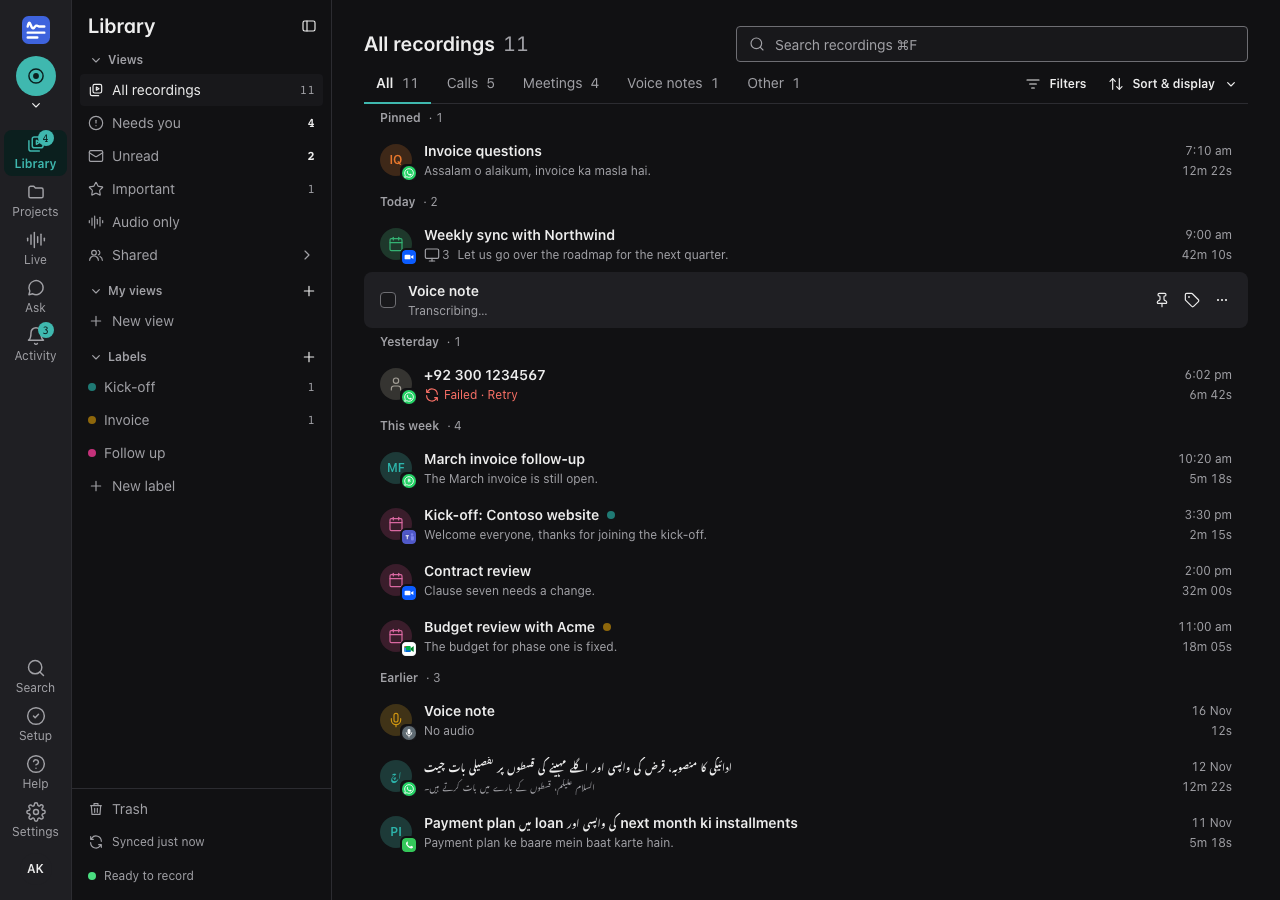 4
Library
Projects
Live
Ask
3
Activity
Search
Setup
Help
Settings
AK
Library
Views
All recordings 11
Needs you 4
Unread 2
Important 1
Audio only
Shared
My views
New view
Labels
Kick-off 1
Invoice 1
Follow up
New label
Trash
Synced just now
Ready to record
All recordings 11
Search recordings ⌘F
All 11 Calls 5 Meetings 4 Voice notes 1 Other 1
Filters Sort & display
Pinned · 1
IQ Invoice questions 7:10 am
Assalam o alaikum, invoice ka masla hai. 12m 22s
Today · 2
Weekly sync with Northwind 9:00 am
3 Let us go over the roadmap for the next quarter. 42m 10s
Voice note
Transcribing...
Yesterday · 1
+92 300 1234567 6:02 pm
Failed · Retry 6m 42s
This week · 4
MF March invoice follow-up 10:20 am
The March invoice is still open. 5m 18s
Kick-off: Contoso website 3:30 pm
Welcome everyone, thanks for joining the kick-off. 2m 15s
Contract review 2:00 pm
Clause seven needs a change. 32m 00s
Budget review with Acme 11:00 am
The budget for phase one is fixed. 18m 05s
Earlier · 3
Voice note 16 Nov
No audio 12s
اچ ادائیگی کا منصوبہ، قرض کی واپسی اور اگلے مہینے کی قسطوں پر تفصیلی بات چیت 12 Nov
السلام علیکم، قسطوں کے بارے میں بات کرتے ہیں۔ 12m 22s
PI Payment plan میں loan کی واپسی اور next month ki installments 11 Nov
Payment plan ke baare mein baat karte hain. 5m 18s